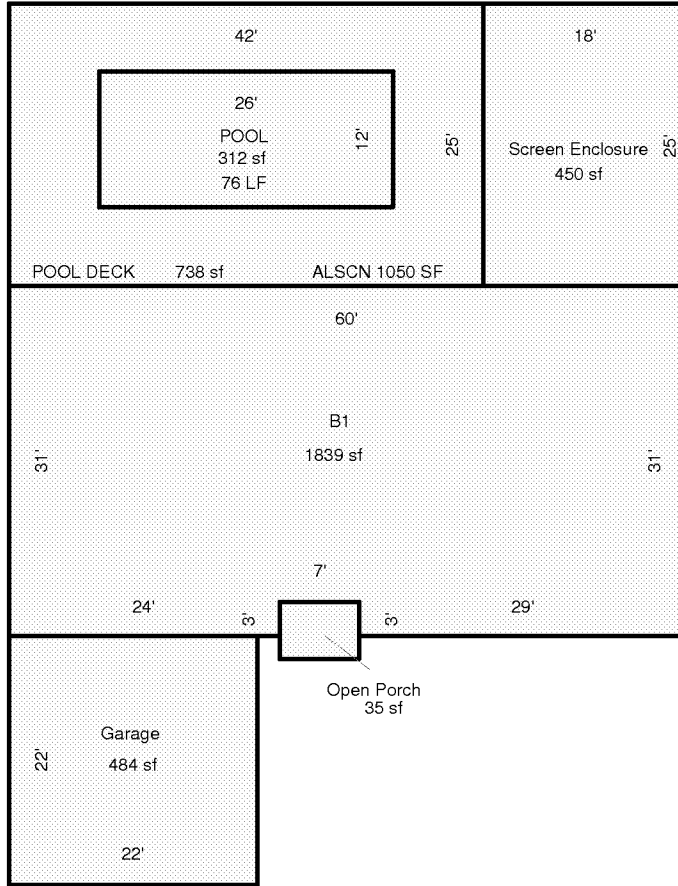 42'
18'
26'
POOL
312 sf
76 LF
12'
25'
Screen Enclosure
450 sf
25'
POOL DECK 738 sf ALSCN 1050 SF
60'
B1
1839 sf
31'
31'
7'
24'
3'
3'
29'
Open Porch
35 sf
Garage
484 sf
22'
22'